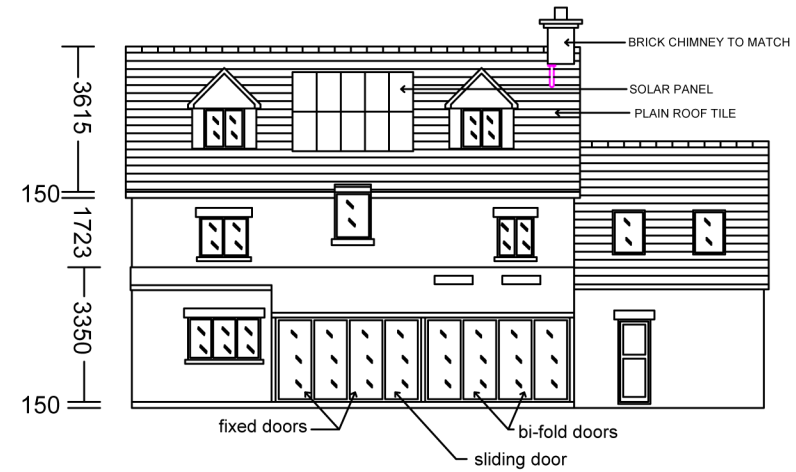 BRICK CHIMNEY TO MATCH
SOLAR PANEL
PLAIN ROOF TILE
3615
150
1723
3350
150
fixed doors
bi-fold doors
sliding door